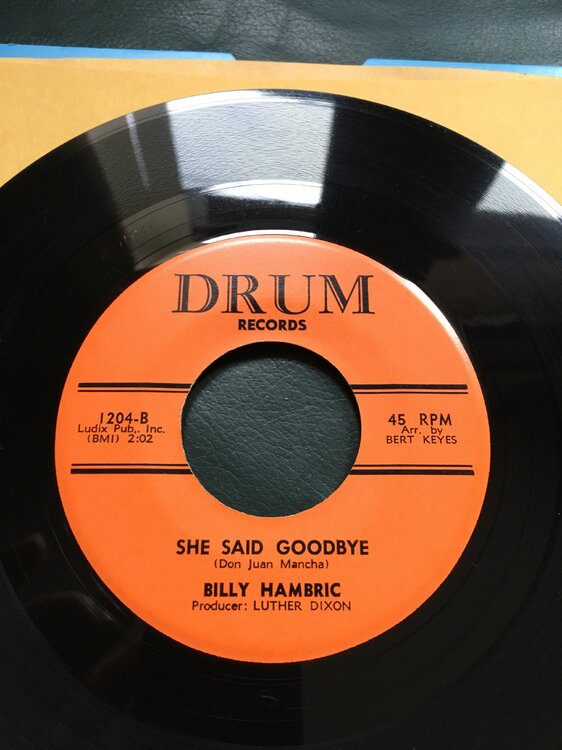 DRUM
RECORDS
1204-B
Ludix Pub,. Inc.
(BMI) 2:02
45 RPM
Arr. by
BERT KEYES
SHE SAID GOODBYE
(Don Juan Mancha)
BILLY HAMBRIC
Producer: LUTHER DIXON